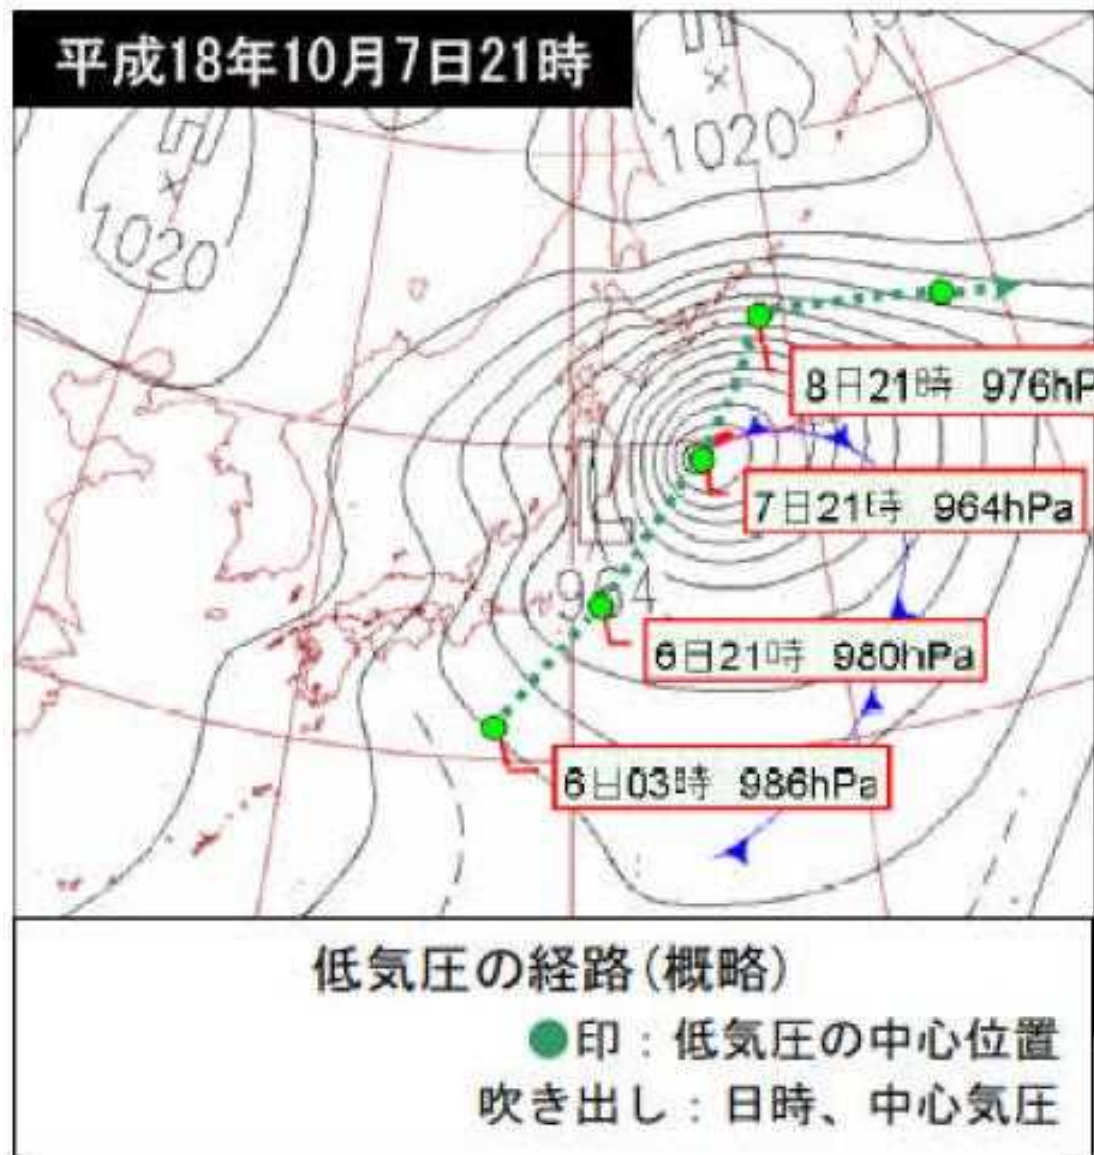 平成18年10月7日21時
1020
1020
8日21時 976hP
7日21時 964hPa
L
964
6日21時 980hPa
6日03時 986hPa
低気圧の経路(概略)
●印：低気圧の中心位置
吹き出し：日時、中心気圧